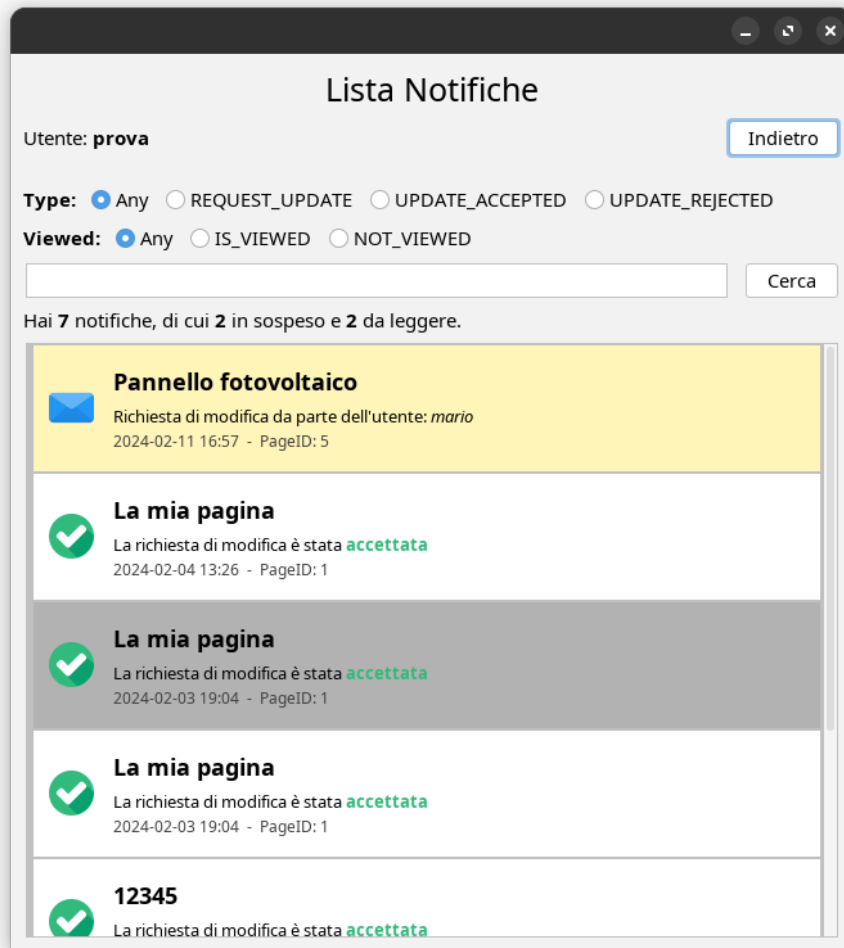 Lista Notifiche
Utente: prova
Indietro
Type: Any REQUEST_UPDATE UPDATE_ACCEPTED UPDATE_REJECTED
Viewed: Any IS_VIEWED NOT_VIEWED
Cerca
Hai 7 notifiche, di cui 2 in sospeso e 2 da leggere.
Pannello fotovoltaico
Richiesta di modifica da parte dell'utente: mario
2024-02-11 16:57 - PageID: 5
La mia pagina
La richiesta di modifica è stata accettata
2024-02-04 13:26 - PageID: 1
La mia pagina
La richiesta di modifica è stata accettata
2024-02-03 19:04 - PageID: 1
La mia pagina
La richiesta di modifica è stata accettata
2024-02-03 19:04 - PageID: 1
12345
La richiesta di modifica è stata accettata